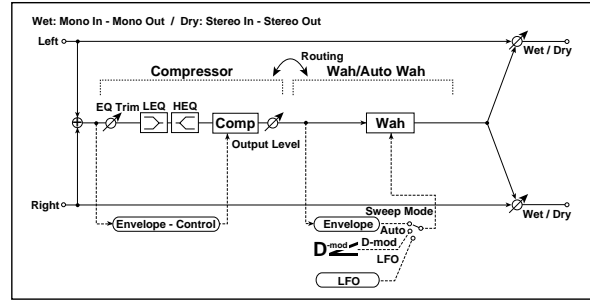 Wet: Mono In - Mono Out / Dry: Stereo In - Stereo Out
Left
Wet / Dry
Routing
Compressor
Wah/Auto Wah
EQ Trim
LEQ
HEQ
Comp
Output Level
Wah
Right
Wet / Dry
Envelope - Control
Envelope
Sweep Mode
Auto
D-mod
D-mod
LFO
LFO